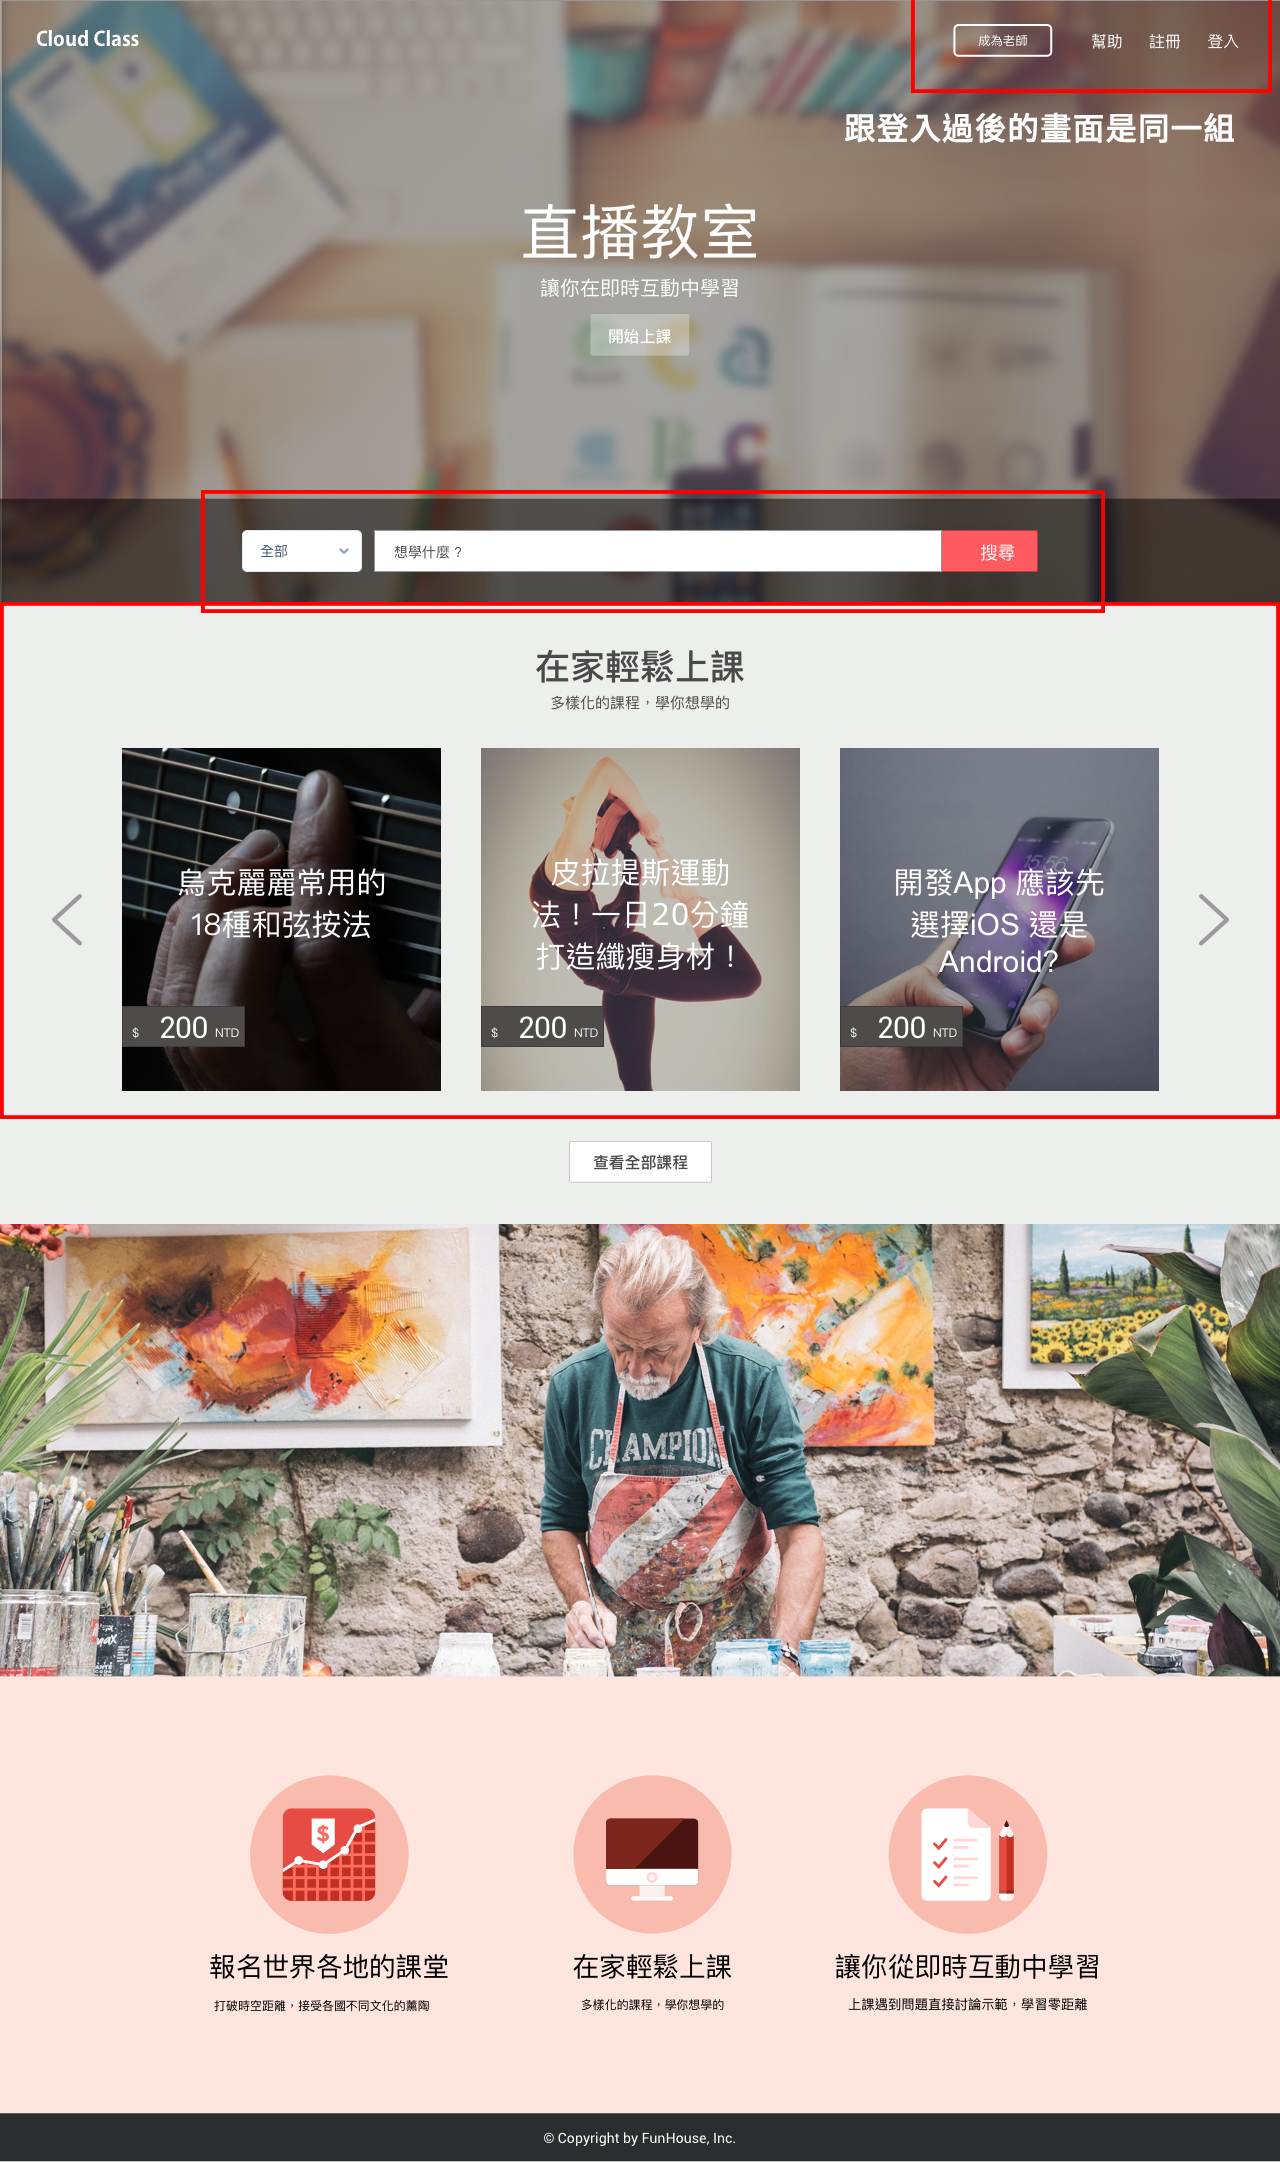 Cloud Class
成為老師 幫助 註冊 登入
跟登入過後的畫面是同一組
直播教室
讓你在即時互動中學習
開始上課
全部 想學什麼？ 搜尋
在家輕鬆上課
多樣化的課程，學你想學的
烏克麗麗常用的
18種和弦按法
$ 200 NTD
皮拉提斯運動
法！一日20分鐘
打造纖瘦身材！
$ 200 NTD
15:56
開發App 應該先
選擇iOS 還是
Android?
$ 200 NTD
查看全部課程
CHAMPION
max
報名世界各地的課堂
打破時空距離，接受各國不同文化的薰陶
在家輕鬆上課
多樣化的課程，學你想學的
讓你從即時互動中學習
上課遇到問題直接討論示範，學習零距離
© Copyright by FunHouse, Inc.